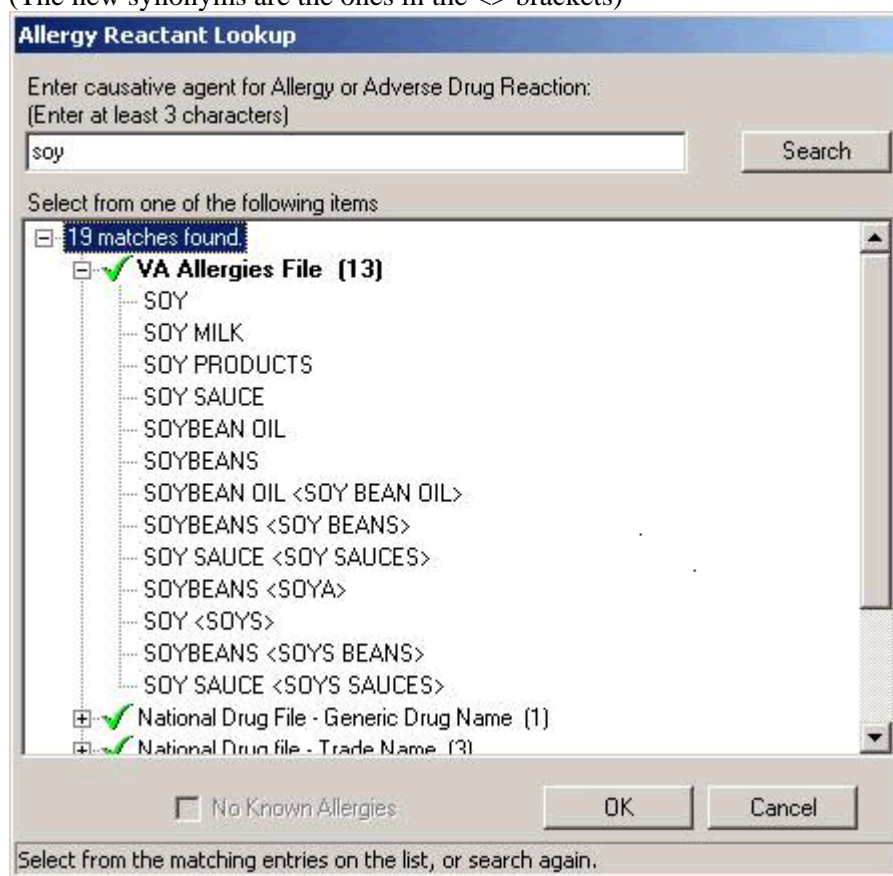 (The new synonyms are the ones in the <> brackets)
Allergy Reactant Lookup
Enter causative agent for Allergy or Adverse Drug Reaction:
(Enter at least 3 characters)
soy
Search
Select from one of the following items
19 matches found.
VA Allergies File (13)
SOY
SOY MILK
SOY PRODUCTS
SOY SAUCE
SOYBEAN OIL
SOYBEANS
SOYBEAN OIL <SOY BEAN OIL>
SOYBEANS <SOY BEANS>
SOY SAUCE <SOY SAUCES>
SOYBEANS <SOYA>
SOY <SOYS>
SOYBEANS <SOYS BEANS>
SOY SAUCE <SOYS SAUCES>
National Drug File - Generic Drug Name (1)
National Drug file - Trade Name (3)
No Known Allergies
OK
Cancel
Select from the matching entries on the list, or search again.